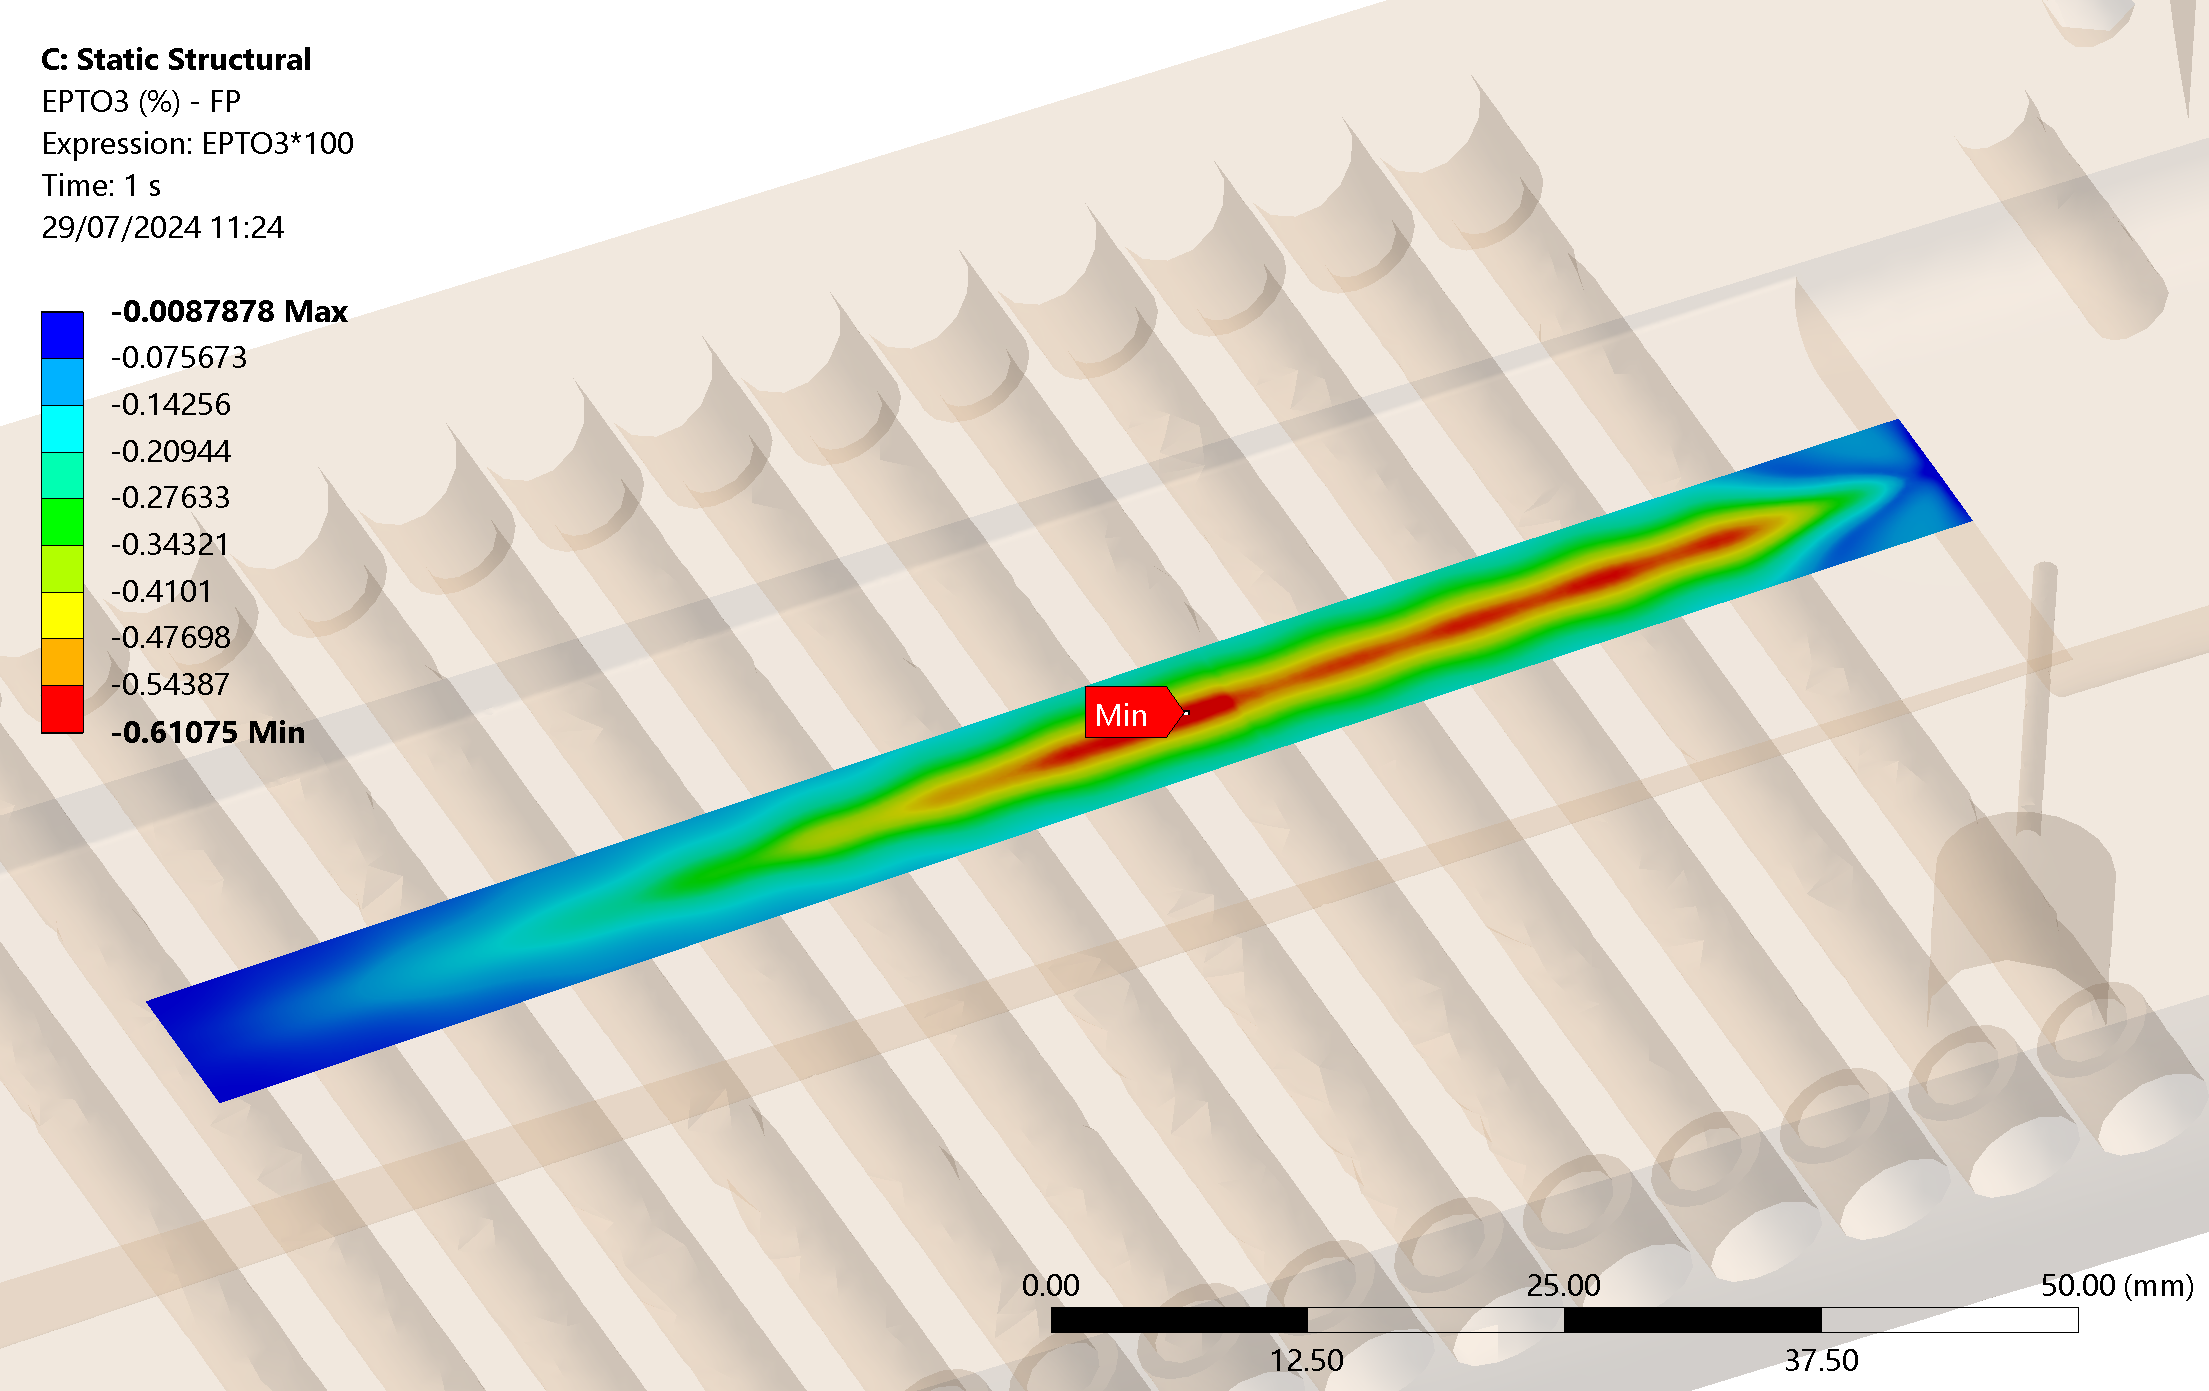 C: Static Structural
EPTO3 (%) - FP
Expression: EPTO3*100
Time: 1 s
29/07/2024 11:24
-0.0087878 Max
-0.075673
-0.14256
-0.20944
-0.27633
-0.34321
-0.4101
-0.47698
-0.54387
-0.61075 Min
Min
0.00 25.00 50.00 (mm)
12.50 37.50